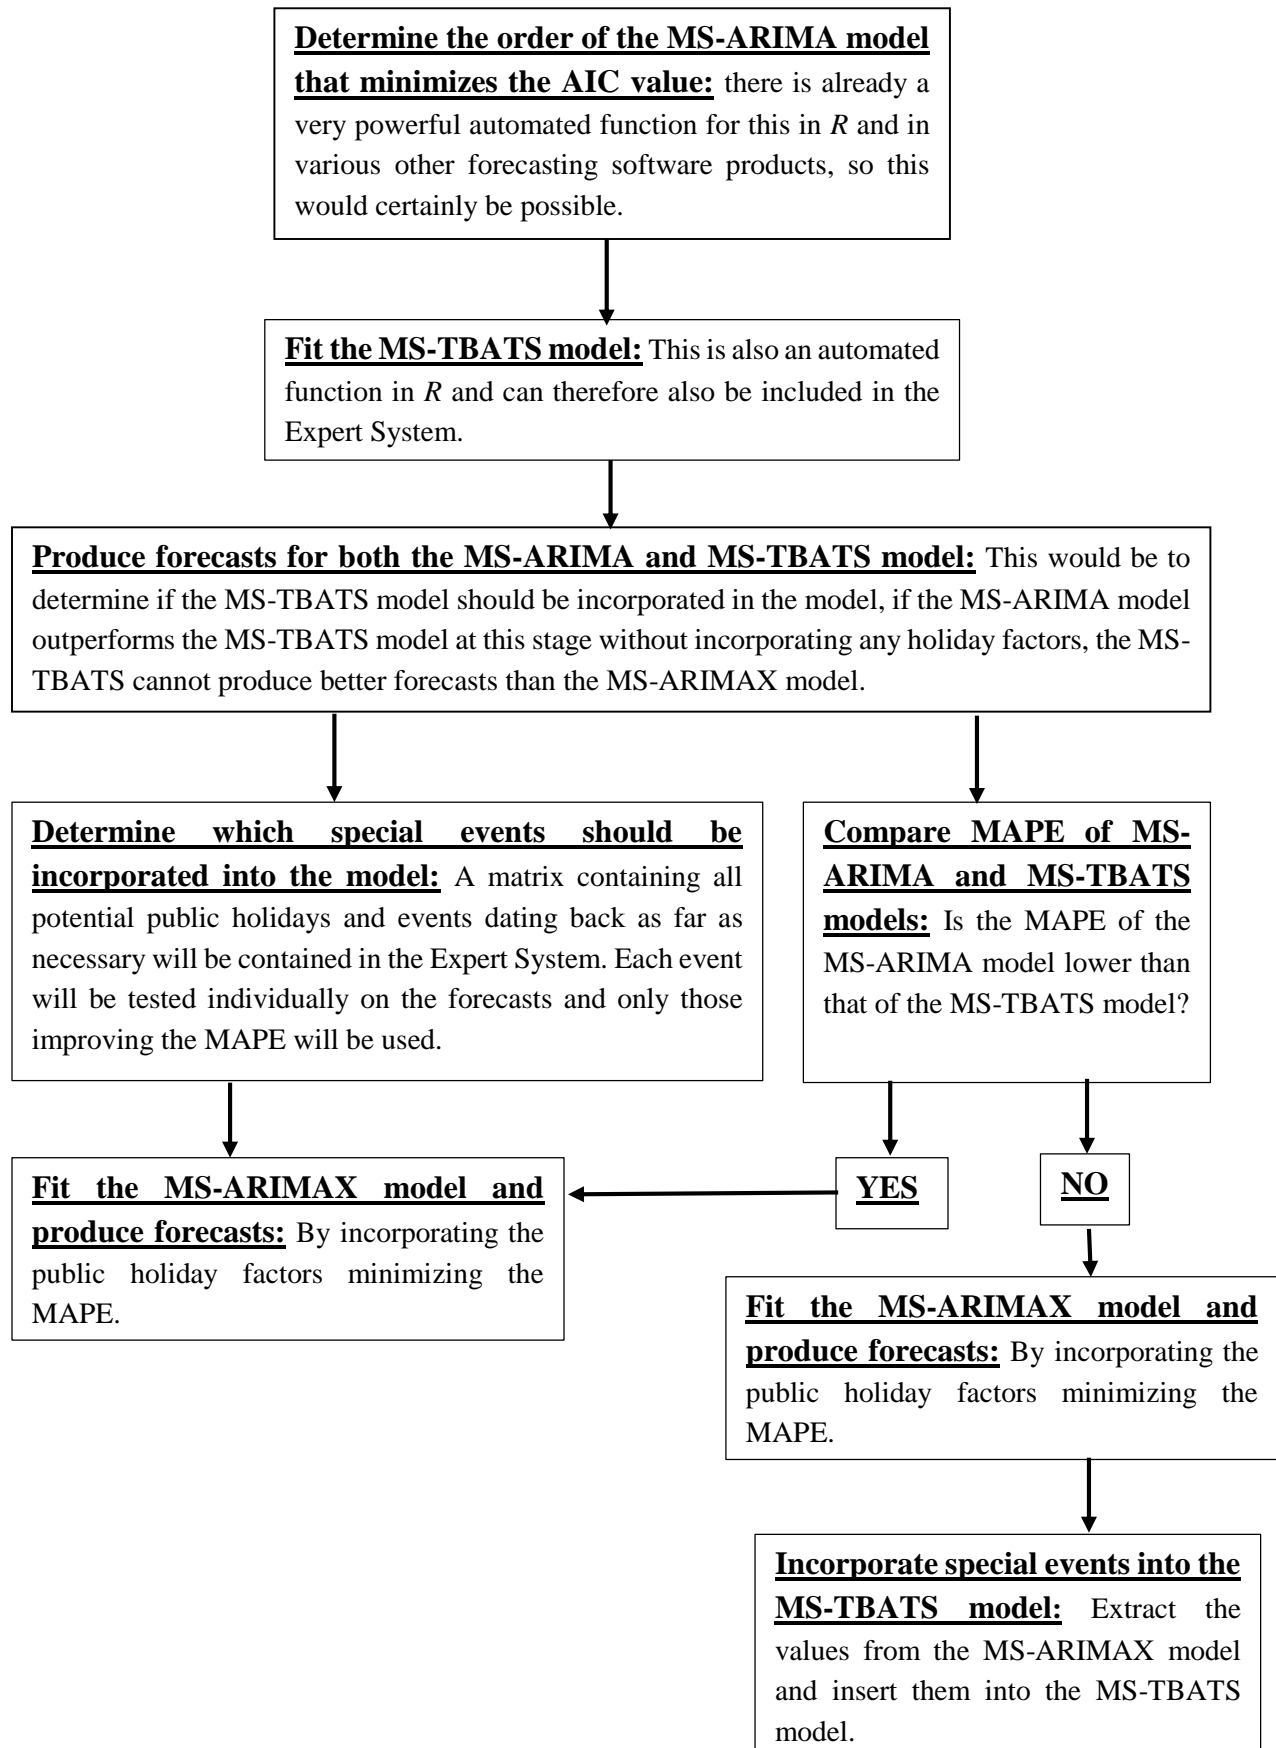 Determine the order of the MS-ARIMA model
that minimizes the AIC value: there is already a
very powerful automated function for this in R and in
various other forecasting software products, so this
would certainly be possible.
Fit the MS-TBATS model: This is also an automated
function in R and can therefore also be included in the
Expert System.
Produce forecasts for both the MS-ARIMA and MS-TBATS model: This would be to
determine if the MS-TBATS model should be incorporated in the model, if the MS-ARIMA model
outperforms the MS-TBATS model at this stage without incorporating any holiday factors, the MS-
TBATS cannot produce better forecasts than the MS-ARIMAX model.
Determine which special events should be
incorporated into the model: A matrix containing all
potential public holidays and events dating back as far as
necessary will be contained in the Expert System. Each event
will be tested individually on the forecasts and only those
improving the MAPE will be used.
Compare MAPE of MS-
ARIMA and MS-TBATS
models: Is the MAPE of the
MS-ARIMA model lower than
that of the MS-TBATS model?
Fit the MS-ARIMAX model and
produce forecasts: By incorporating the
public holiday factors minimizing the
MAPE.
YES
NO
Fit the MS-ARIMAX model and
produce forecasts: By incorporating the
public holiday factors minimizing the
MAPE.
Incorporate special events into the
MS-TBATS model: Extract the
values from the MS-ARIMAX model
and insert them into the MS-TBATS
model.